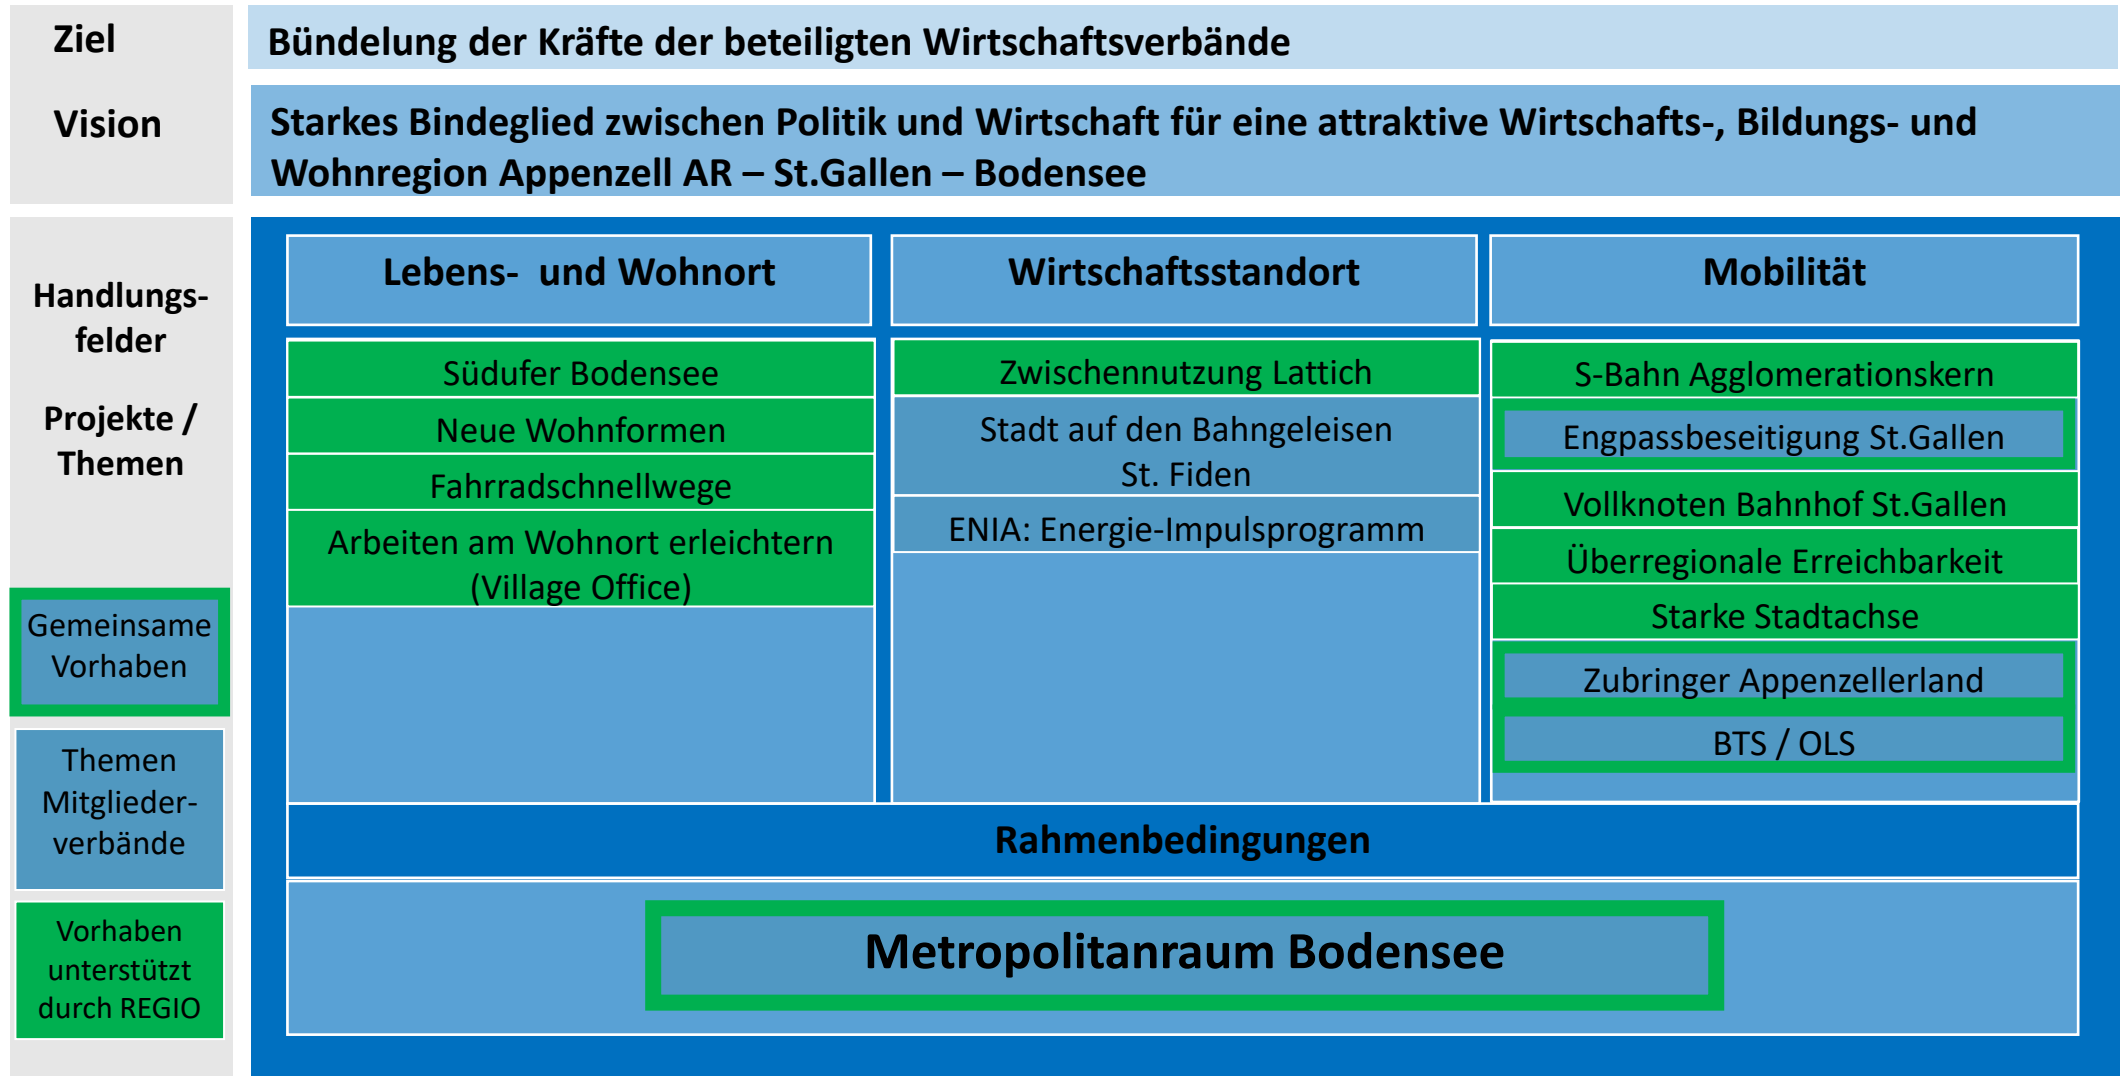 Ziel
Bündelung der Kräfte der beteiligten Wirtschaftsverbände
Vision
Starkes Bindeglied zwischen Politik und Wirtschaft für eine attraktive Wirtschafts-, Bildungs- und
Wohnregion Appenzell AR – St.Gallen – Bodensee
Handlungs-
felder
Projekte /
Themen
Gemeinsame
Vorhaben
Themen
Mitglieder-
verbände
Vorhaben
unterstützt
durch REGIO
Lebens- und Wohnort
Südufer Bodensee
Neue Wohnformen
Fahrradschnellwege
Arbeiten am Wohnort erleichtern
(Village Office)
Wirtschaftsstandort
Zwischennutzung Lattich
Stadt auf den Bahngeleisen
St. Fiden
ENIA: Energie-Impulsprogramm
Mobilität
S-Bahn Agglomerationskern
Engpassbeseitigung St.Gallen
Vollknoten Bahnhof St.Gallen
Überregionale Erreichbarkeit
Starke Stadtachse
Zubringer Appenzellerland
BTS / OLS
Rahmenbedingungen
Metropolitanraum Bodensee